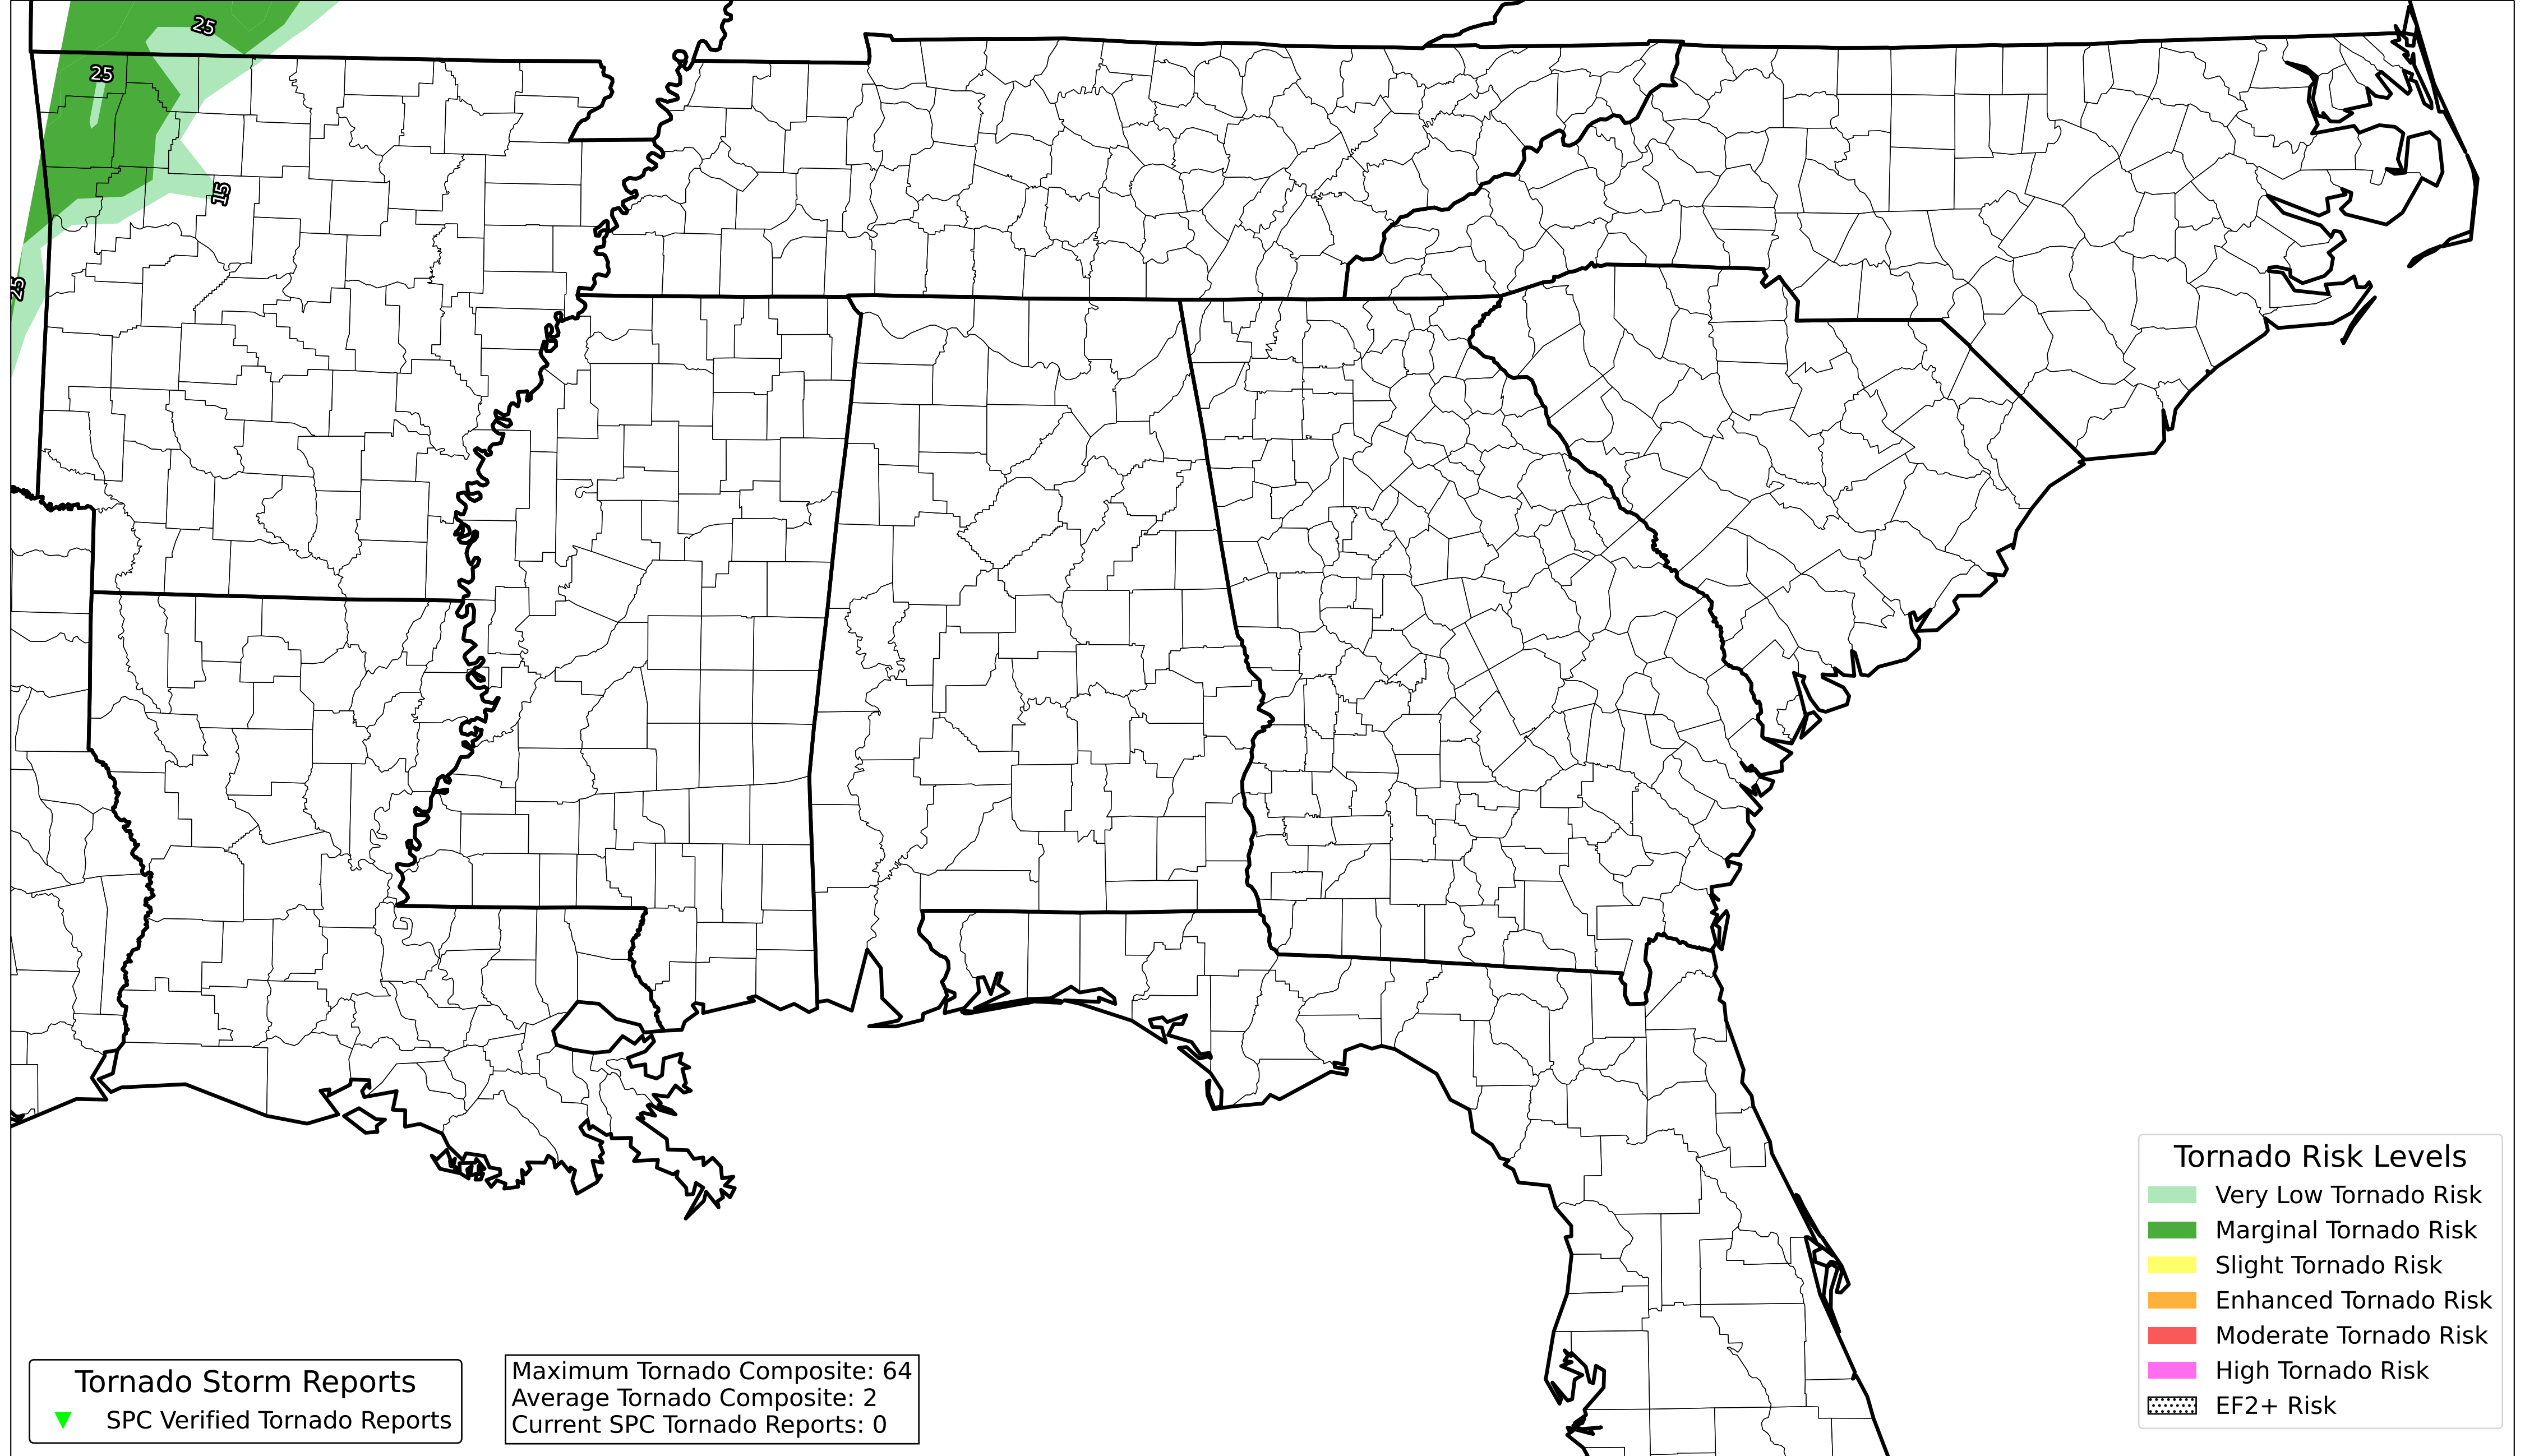 25
25
15
25
Tornado Risk Levels
Very Low Tornado Risk
Marginal Tornado Risk
Slight Tornado Risk
Enhanced Tornado Risk
Moderate Tornado Risk
High Tornado Risk
EF2+ Risk
Tornado Storm Reports
SPC Verified Tornado Reports
Maximum Tornado Composite: 64
Average Tornado Composite: 2
Current SPC Tornado Reports: 0